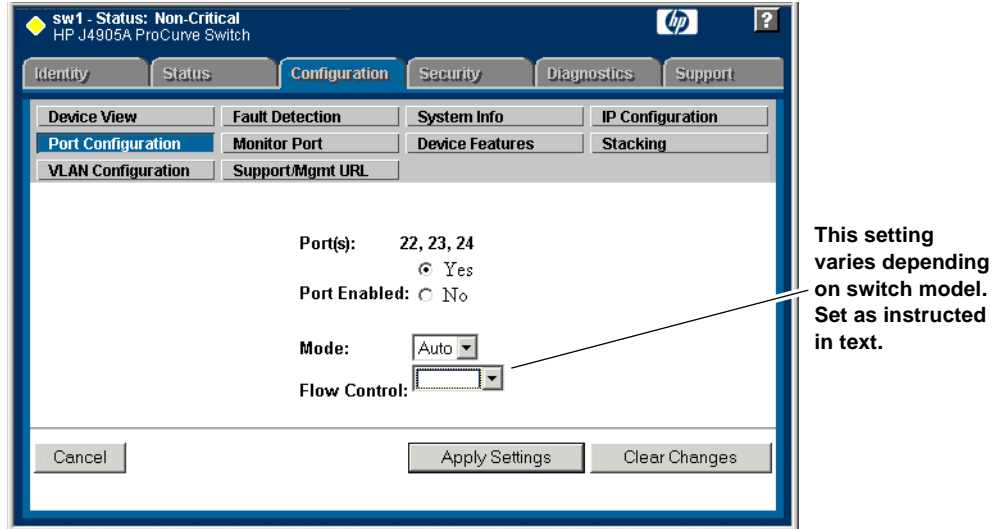 sw1 - Status: Non-Critical
HP J4905A ProCurve Switch
hp
?
Identity Status Configuration Security Diagnostics Support
Device View Fault Detection System Info IP Configuration
Port Configuration Monitor Port Device Features Stacking
VLAN Configuration Support/Mgmt URL
Port(s): 22, 23, 24
Yes
Port Enabled: No
Mode: Auto
Flow Control:
Cancel Apply Settings Clear Changes
This setting
varies depending
on switch model.
Set as instructed
in text.